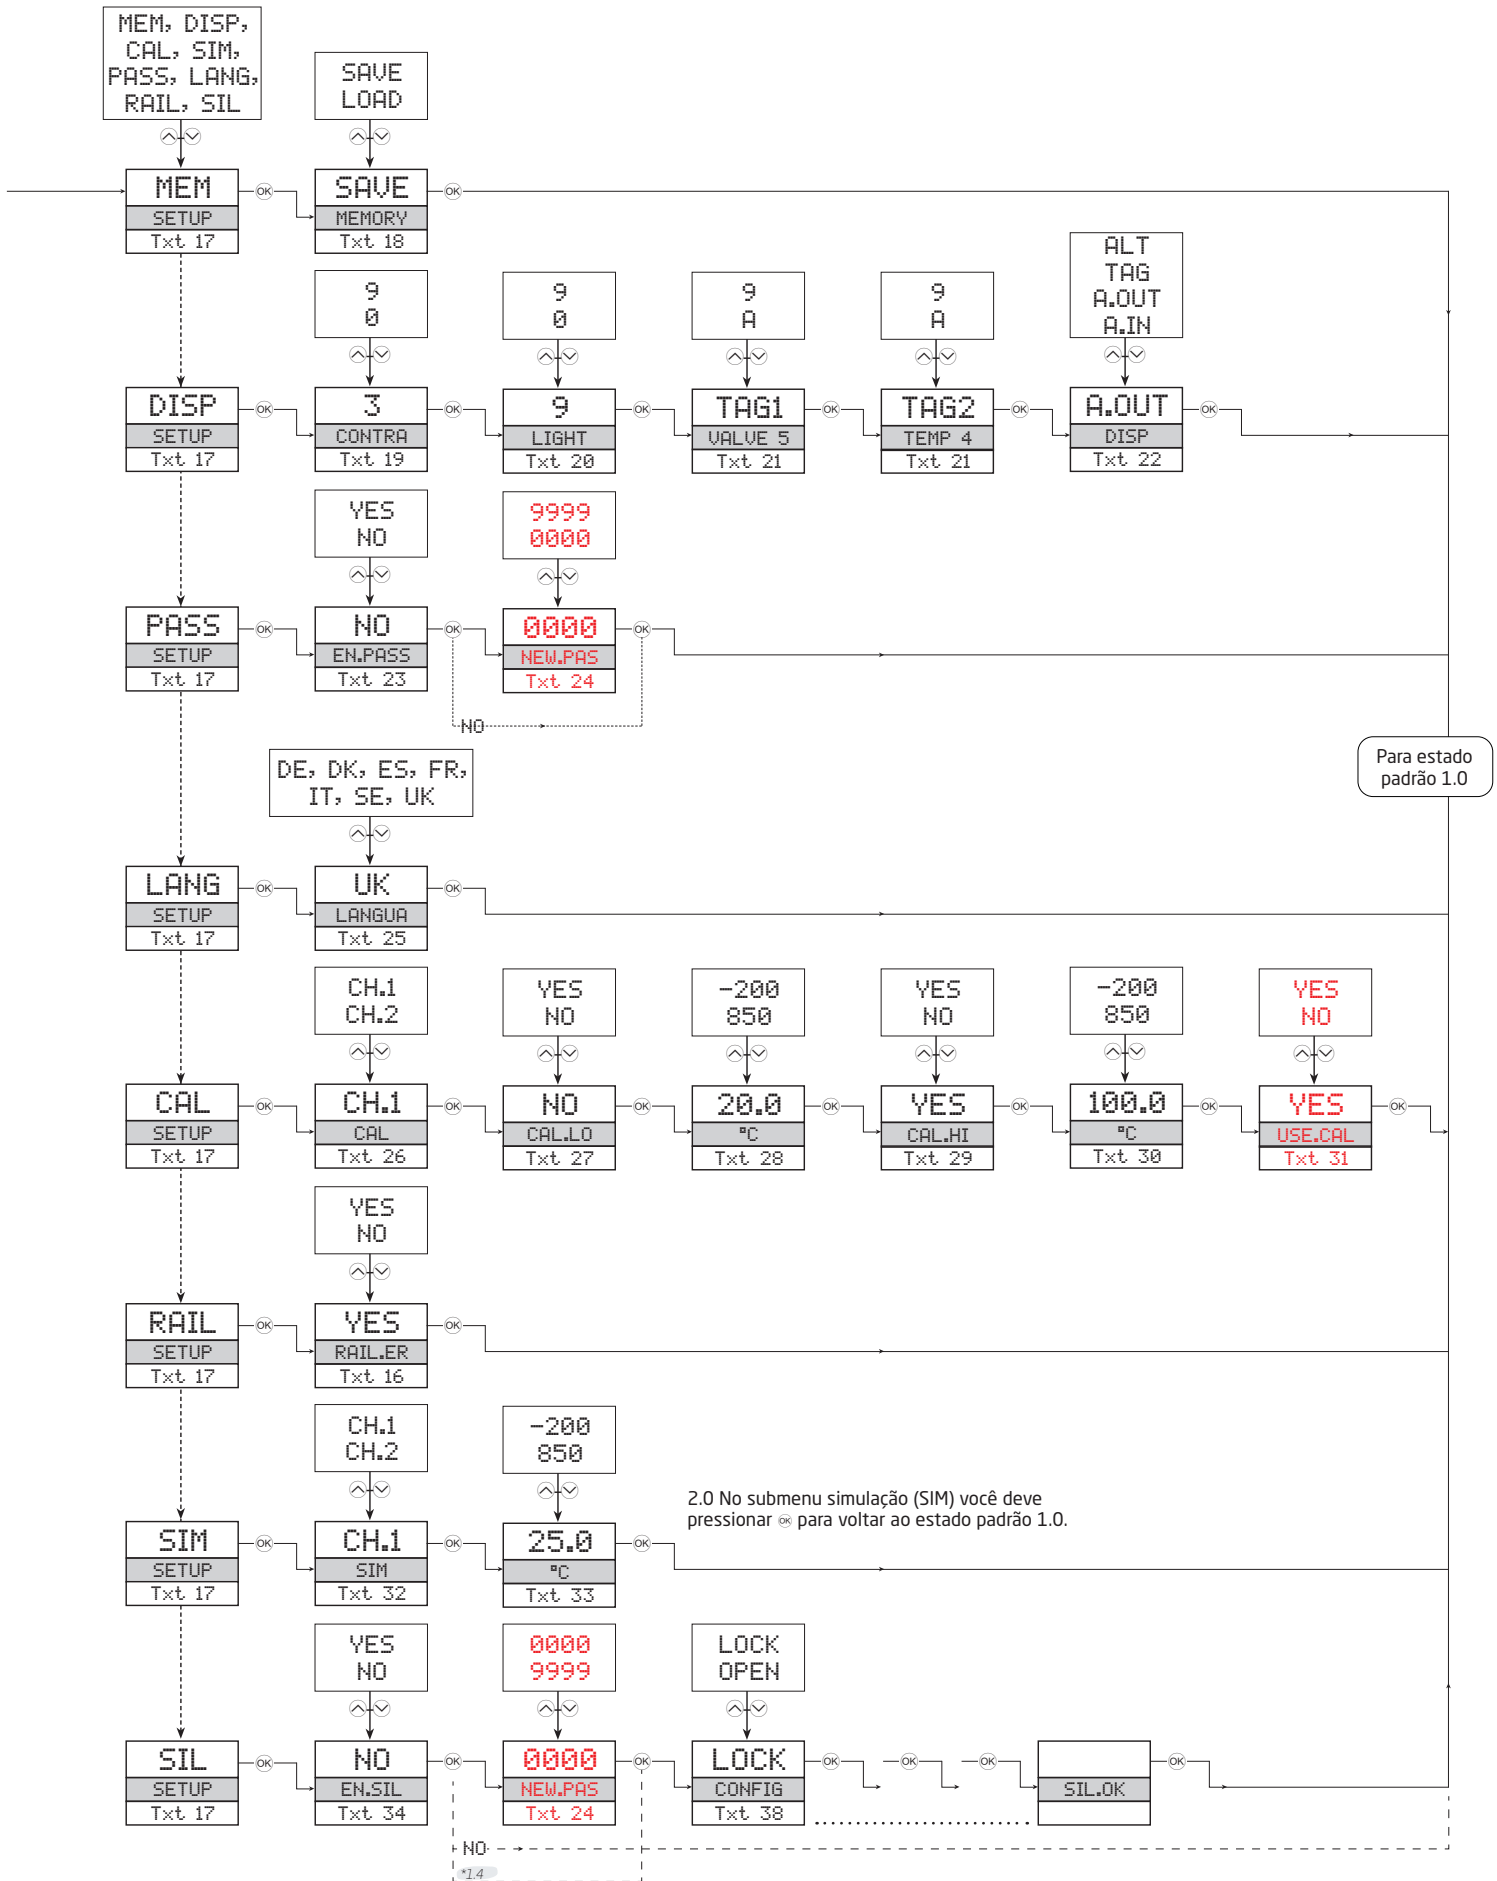 MEM, DISP,
CAL, SIM,
PASS, LANG,
RAIL, SIL
SAVE
LOAD
MEM
SETUP
Txt 17
OK
SAVE
MEMORY
Txt 18
OK
9
0
9
0
9
A
9
A
ALT
TAG
A.OUT
A.IN
DISP
SETUP
Txt 17
OK
3
CONTRA
Txt 19
OK
9
LIGHT
Txt 20
OK
TAG1
VALVE 5
Txt 21
OK
TAG2
TEMP 4
Txt 21
OK
A.OUT
DISP
Txt 22
OK
YES
NO
9999
0000
PASS
SETUP
Txt 17
OK
NO
EN.PASS
Txt 23
OK
0000
NEW.PAS
Txt 24
OK
NO
Para estado
padrão 1.0
DE, DK, ES, FR,
IT, SE, UK
LANG
SETUP
Txt 17
OK
UK
LANGUA
Txt 25
OK
CH.1
CH.2
YES
NO
-200
850
YES
NO
-200
850
YES
NO
CAL
SETUP
Txt 17
OK
CH.1
CAL
Txt 26
OK
NO
CAL.LO
Txt 27
OK
20.0
°C
Txt 28
OK
YES
CAL.HI
Txt 29
OK
100.0
°C
Txt 30
OK
YES
USE.CAL
Txt 31
OK
YES
NO
RAIL
SETUP
Txt 17
OK
YES
RAIL.ER
Txt 16
OK
CH.1
CH.2
-200
850
2.0 No submenu simulação (SIM) você deve
pressionar OK para voltar ao estado padrão 1.0.
SIM
SETUP
Txt 17
OK
CH.1
SIM
Txt 32
OK
25.0
°C
Txt 33
OK
YES
NO
0000
9999
LOCK
OPEN
SIL
SETUP
Txt 17
OK
NO
EN.SIL
Txt 34
OK
0000
NEW.PAS
Txt 24
OK
LOCK
CONFIG
Txt 38
OK
OK
OK
SIL.OK
OK
NO
*1.4